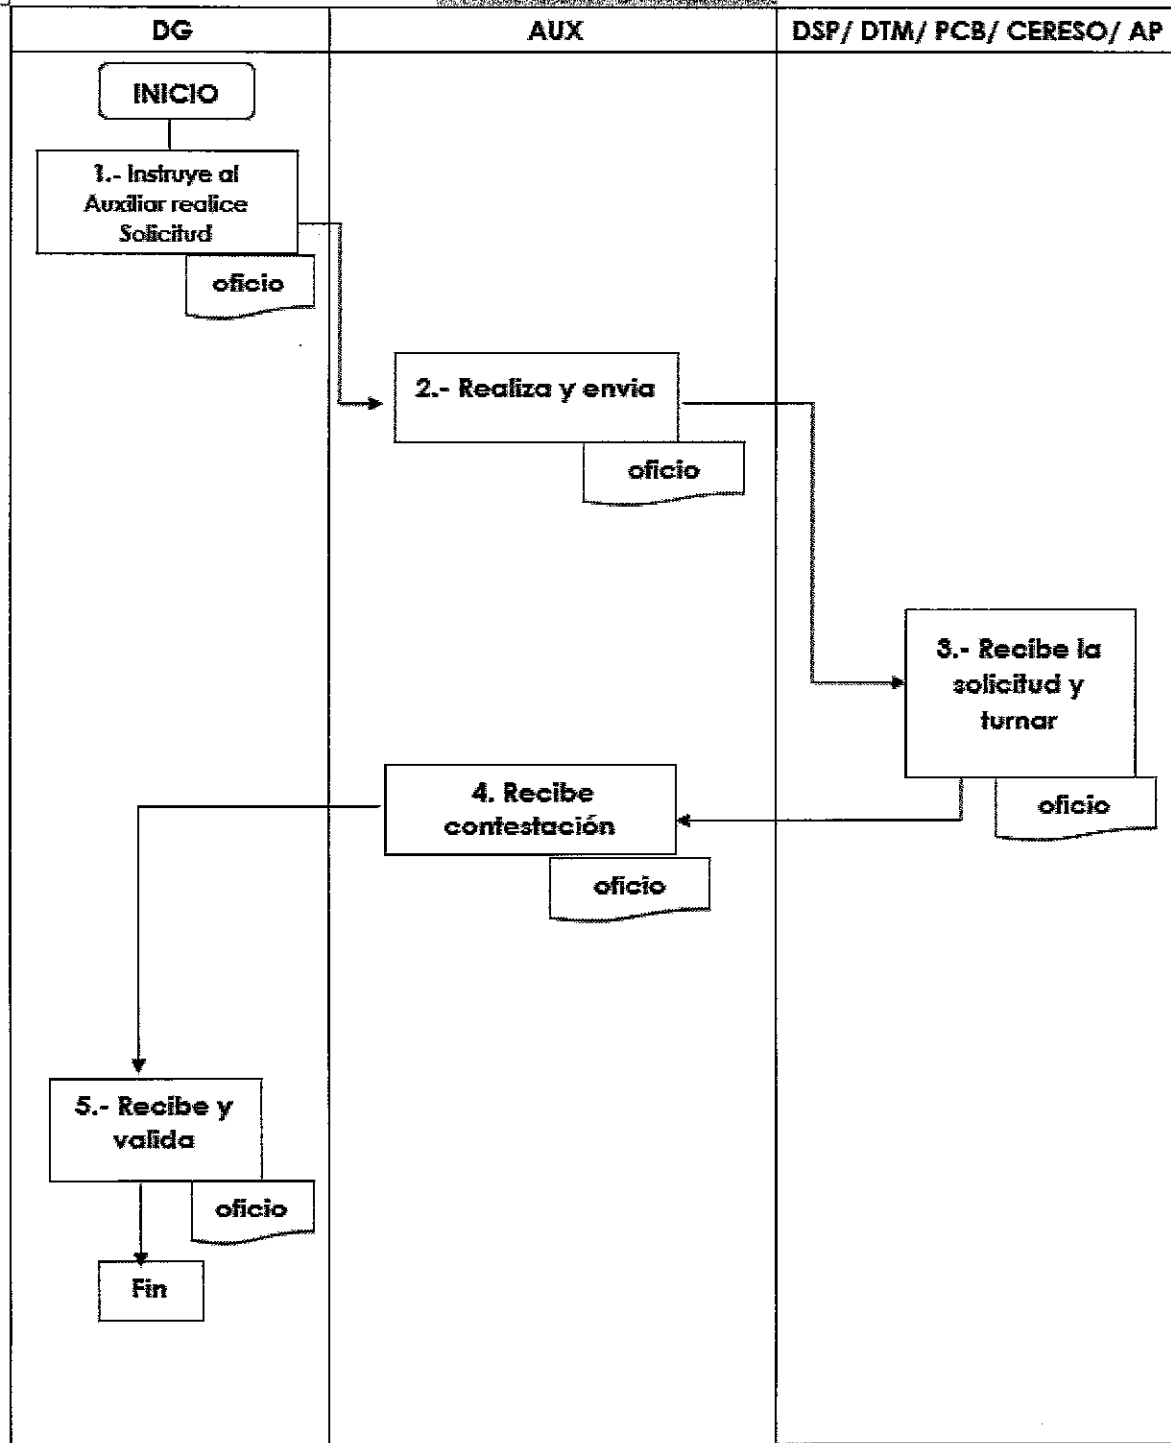 DG
AUX
DSP/ DTM/ PCB/ CERESO/ AP
INICIO
1.- Instruye al
Auxiliar realice
Solicitud
oficio
2.- Realiza y envia
oficio
3.- Recibe la
solicitud y
turnar
oficio
4. Recibe
contestación
oficio
5.- Recibe y
valida
oficio
Fin